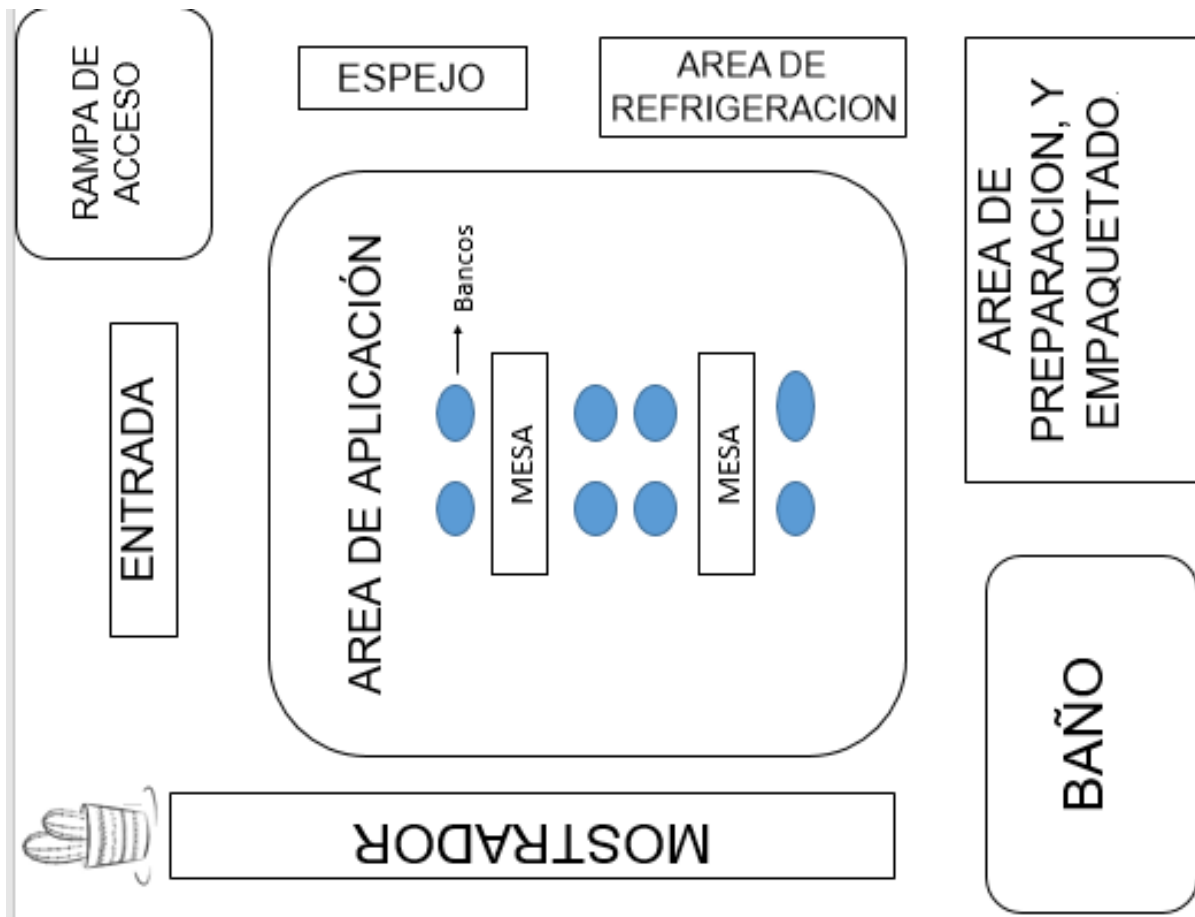 RAMPA DE
ACCESO
ESPEJO
AREA DE
REFRIGERACION
AREA DE
PREPARACION, Y
EMPAQUETADO.
ENTRADA
AREA DE APLICACIÓN
Bancos
MESA
MESA
BAÑO
MOSTRADOR